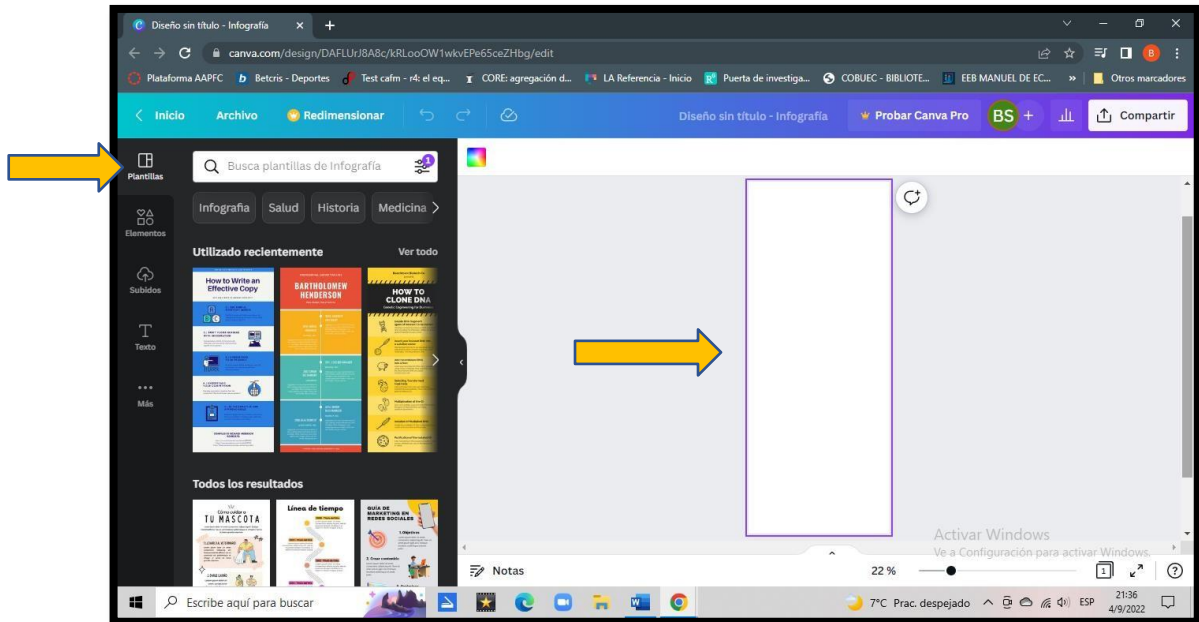 Diseño sin título - Infografía
canva.com/design/DAFLUrJ8A8c/kRLooOW1wkvEPe65ceZHbg/edit
B
Plataforma AAPFC
Betcris - Deportes
Test cafm - r4: el eq...
CORE: agregación d...
LA Referencia - Inicio
Puerta de investiga...
COBUEC - BIBLIOTE...
EEB MANUEL DE EC...
Otros marcadores
Inicio
Archivo
Redimensionar
Diseño sin título - Infografía
Probar Canva Pro
BS
Compartir
Plantillas
Elementos
Subidos
Texto
Más
Busca plantillas de Infografía
1
Infografia
Salud
Historia
Medicina
Utilizado recientemente
Ver todo
How to Write an
Effective Copy
BARTHOLOMEW
HENDERSON
HOW TO
CLONE DNA
Todos los resultados
Cómo cuidar a
TU MASCOTA
Línea de tiempo
GUÍA DE
MARKETING EN
REDES SOCIALES
Activar Windows
Ve a Configuración para activar Windows.
Notas
22 %
1
Escribe aquí para buscar
7°C Prac. despejado
ESP
21:36
4/9/2022